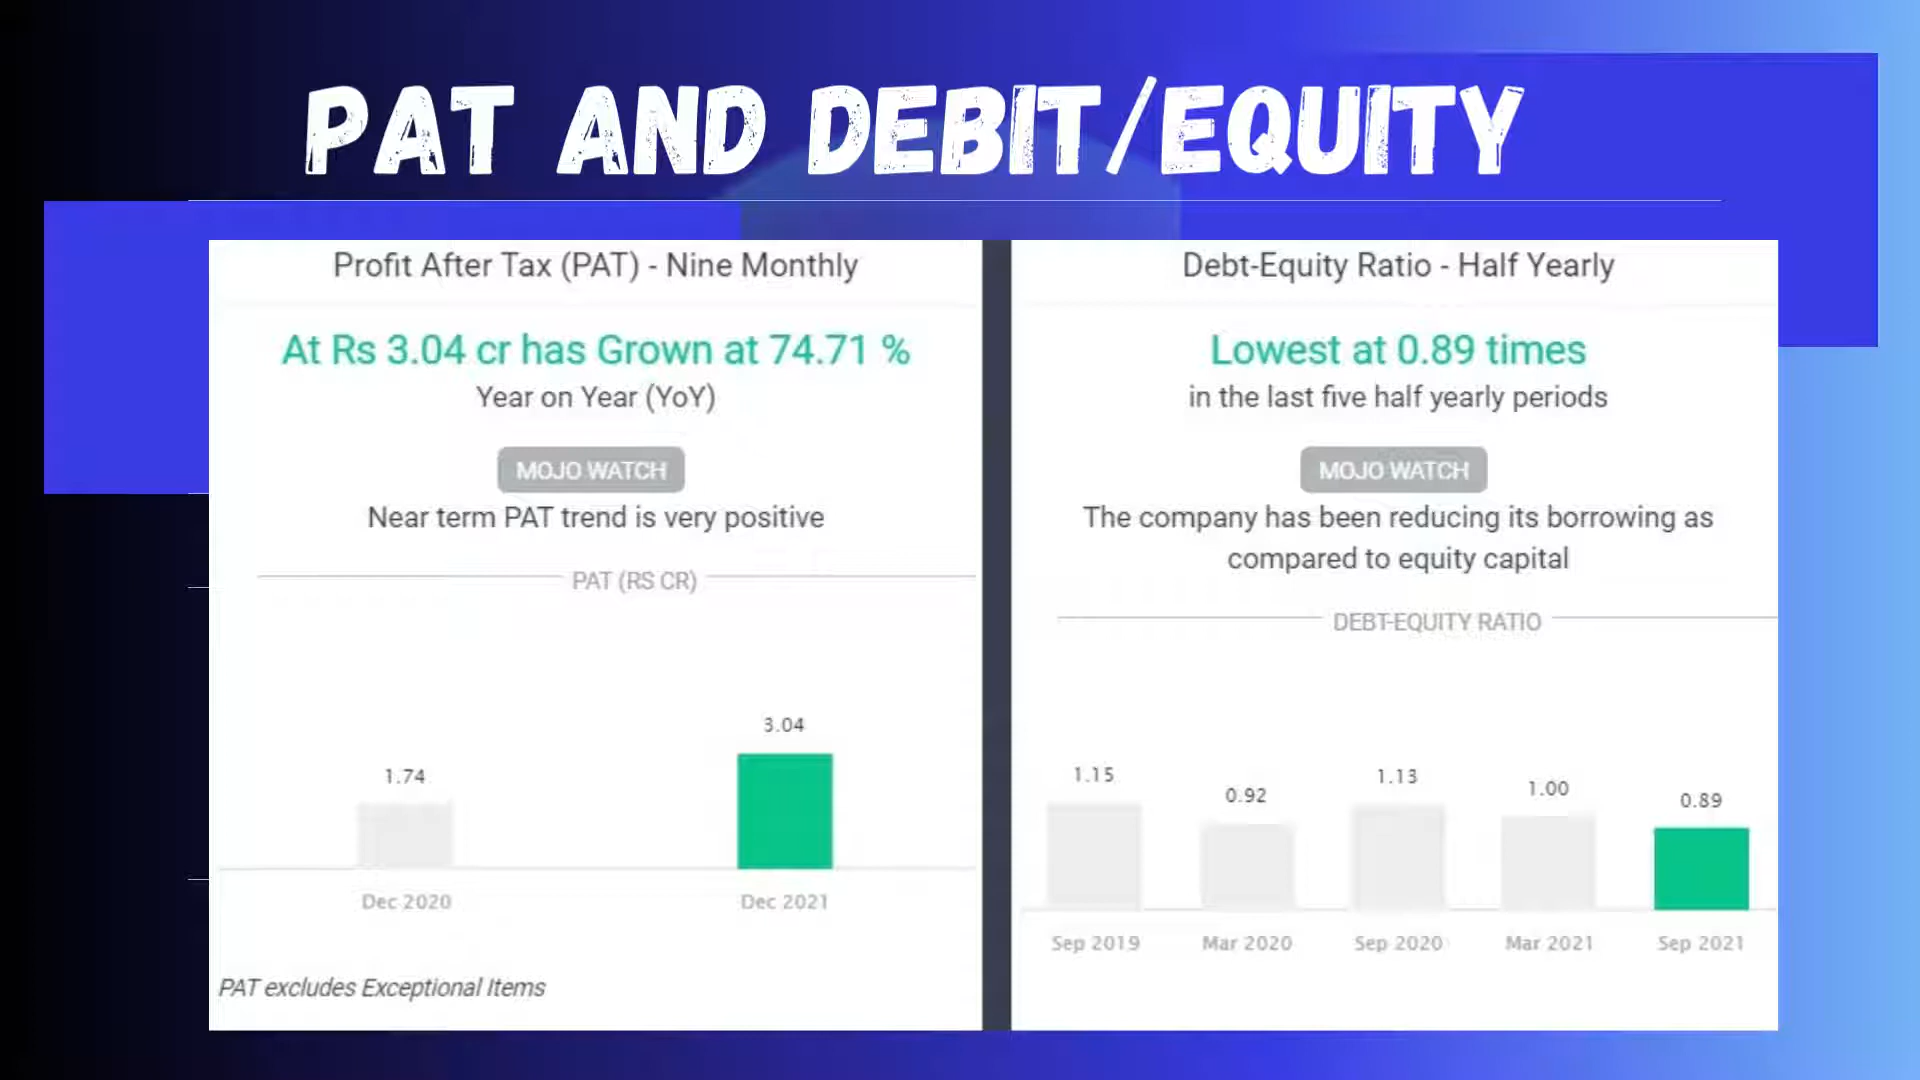 PAT AND DEBIT/EQUITY
Profit After Tax (PAT) - Nine Monthly
At Rs 3.04 cr has Grown at 74.71 %
Year on Year (YoY)
MOJO WATCH
Near term PAT trend is very positive
PAT (RS CR)
1.74
3.04
Dec 2020
Dec 2021
PAT excludes Exceptional Items
Debt-Equity Ratio - Half Yearly
Lowest at 0.89 times
in the last five half yearly periods
MOJO WATCH
The company has been reducing its borrowing as
compared to equity capital
DEBT-EQUITY RATIO
1.15
0.92
1.13
1.00
0.89
Sep 2019
Mar 2020
Sep 2020
Mar 2021
Sep 2021